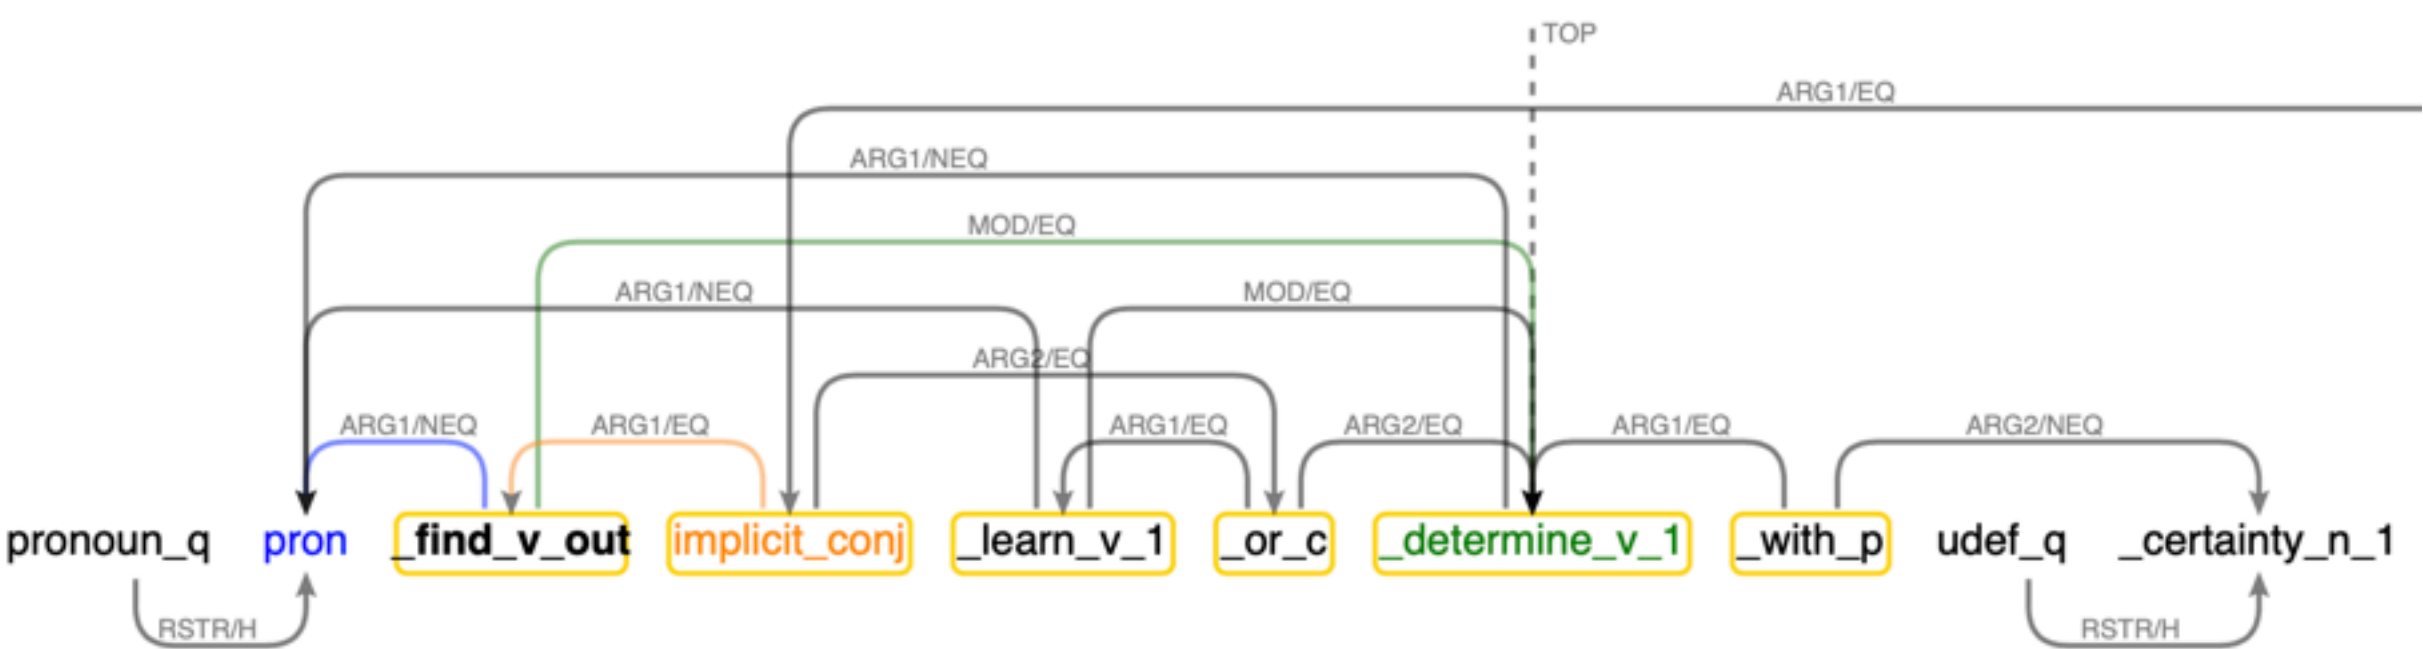 TOP
ARG1/EQ
ARG1/NEQ
MOD/EQ
ARG1/NEQ MOD/EQ
ARG2/EQ
ARG1/NEQ ARG1/EQ ARG1/EQ ARG2/EQ ARG1/EQ ARG2/NEQ
pronoun_q pron _find_v_out implicit_conj _learn_v_1 _or_c _determine_v_1 _with_p udef_q _certainty_n_1
RSTR/H RSTR/H